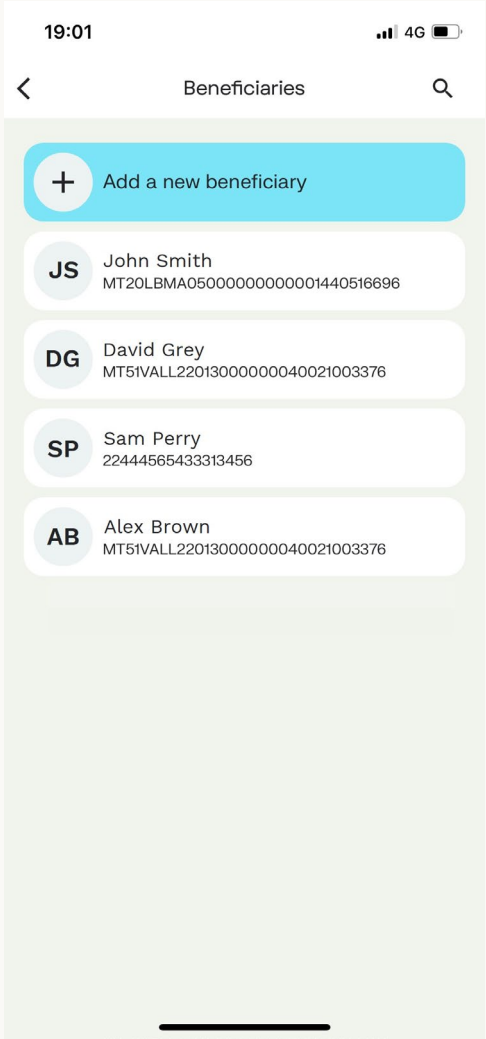 19:01
4G
Beneficiaries
Add a new beneficiary
JS
John Smith
MT20LBMA05000000000001440516696
DG
David Grey
MT51VALL22013000000040021003376
SP
Sam Perry
22444565433313456
AB
Alex Brown
MT51VALL22013000000040021003376